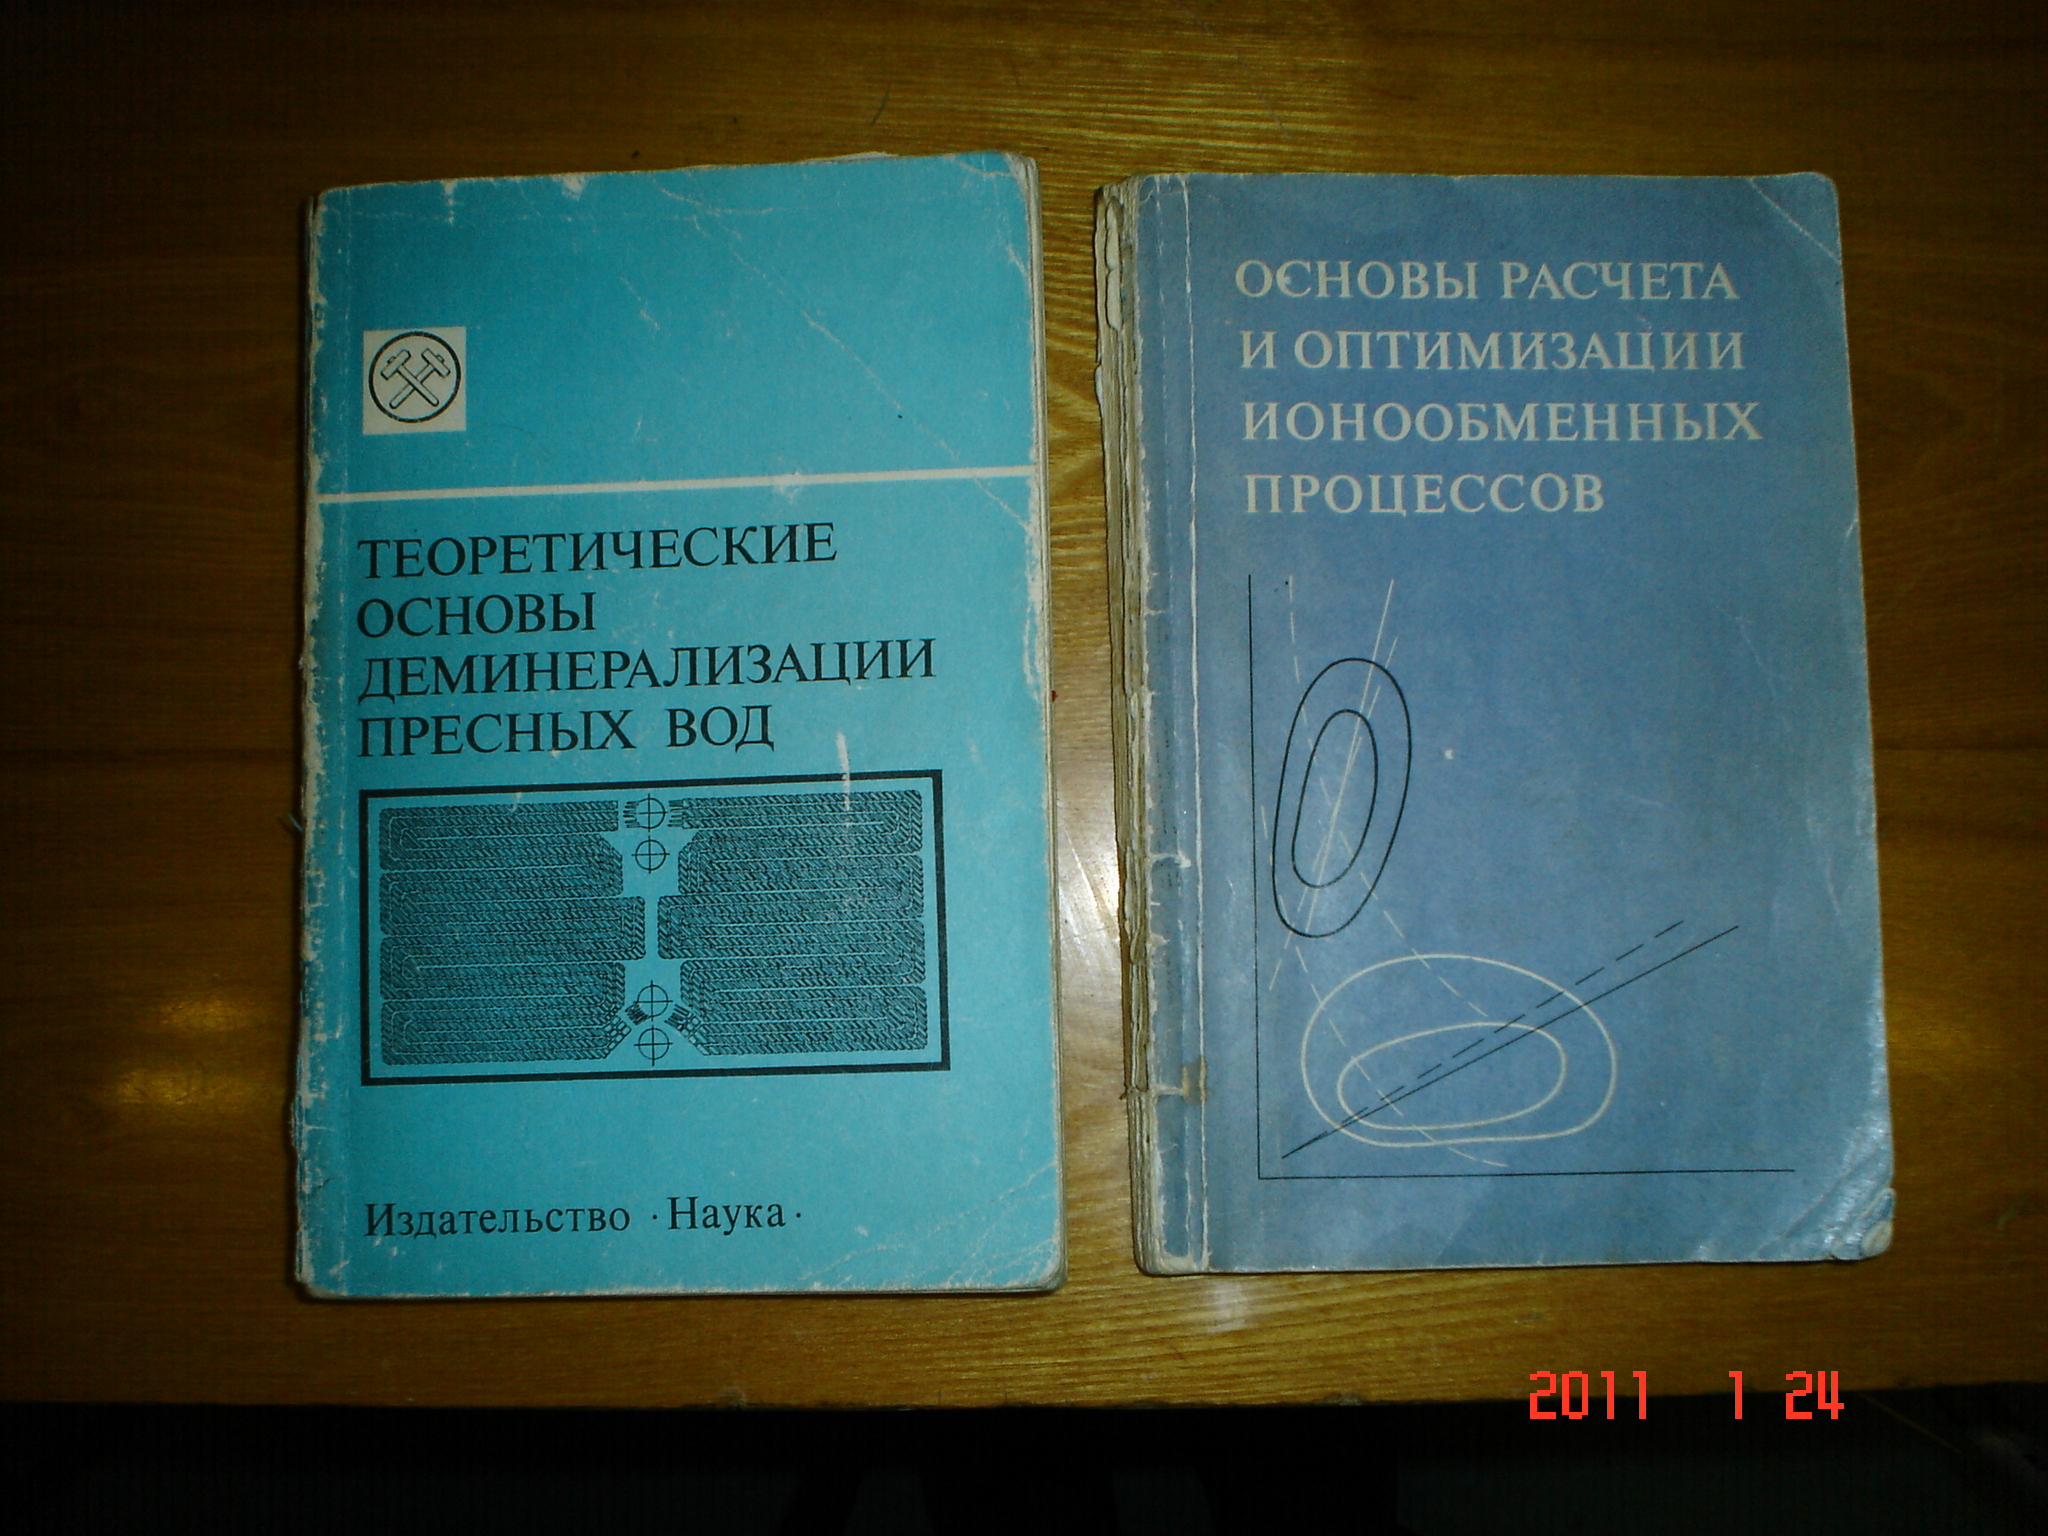 ТЕОРЕТИЧЕСКИЕ
ОСНОВЫ
ДЕМИНЕРАЛИЗАЦИИ
ПРЕСНЫХ ВОД
Издательство · Наука ·
ОСНОВЫ РАСЧЕТА
И ОПТИМИЗАЦИИ
ИОНООБМЕННЫХ
ПРОЦЕССОВ
2011 1 24